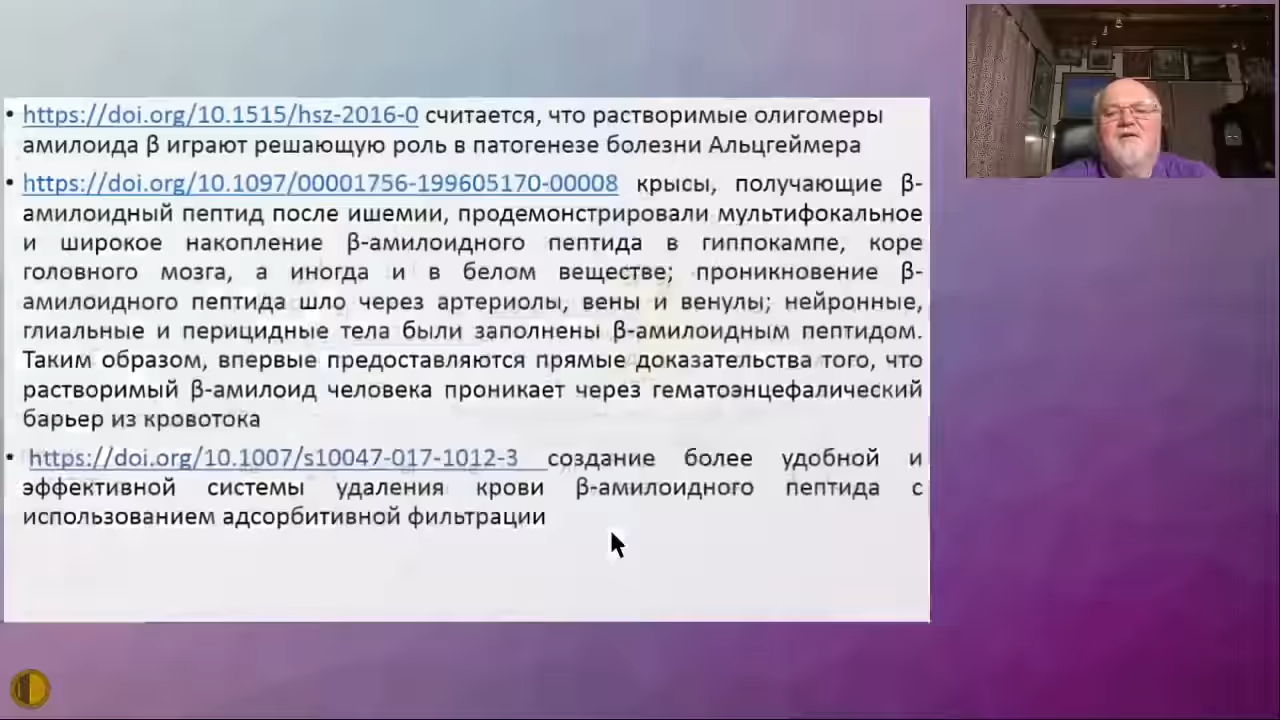 • https://doi.org/10.1515/hsz-2016-0 считается, что растворимые олигомеры
амилоида β играют решающую роль в патогенезе болезни Альцгеймера
• https://doi.org/10.1097/00001756-199605170-00008 крысы, получающие β-
амилоидный пептид после ишемии, продемонстрировали мультифокальное
и широкое накопление β-амилоидного пептида в гиппокампе, коре
головного мозга, а иногда и в белом веществе; проникновение β-
амилоидного пептида шло через артериолы, вены и венулы; нейронные,
глиальные и перицидные тела были заполнены β-амилоидным пептидом.
Таким образом, впервые предоставляются прямые доказательства того, что
растворимый β-амилоид человека проникает через гематоэнцефалический
барьер из кровотока
• https://doi.org/10.1007/s10047-017-1012-3 создание более удобной и
эффективной системы удаления крови β-амилоидного пептида с
использованием адсорбитивной фильтрации